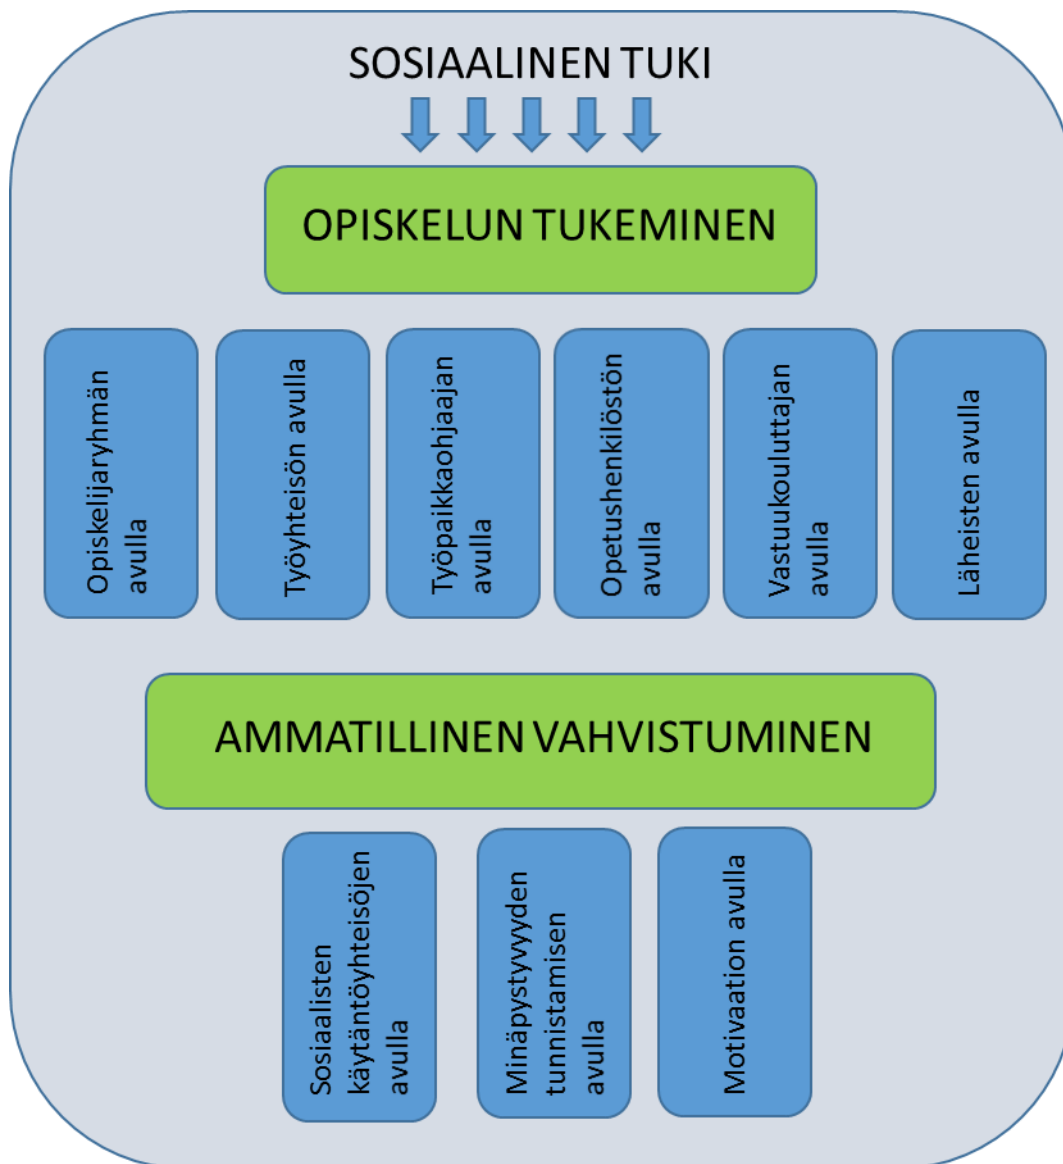 SOSIAALINEN TUKI
OPISKELUN TUKEMINEN
Opiskelijaryhmän
avulla
Työyhteisön avulla
Työpaikkaohjaajan
avulla
Opetushenkilöstön
avulla
Vastuukouluttajan
avulla
Läheisten avulla
AMMATILLINEN VAHVISTUMINEN
Sosiaalisten
käytäntöyhteisöjen
avulla
Minäpystyvyyden
tunnistamisen
avulla
Motivaation avulla